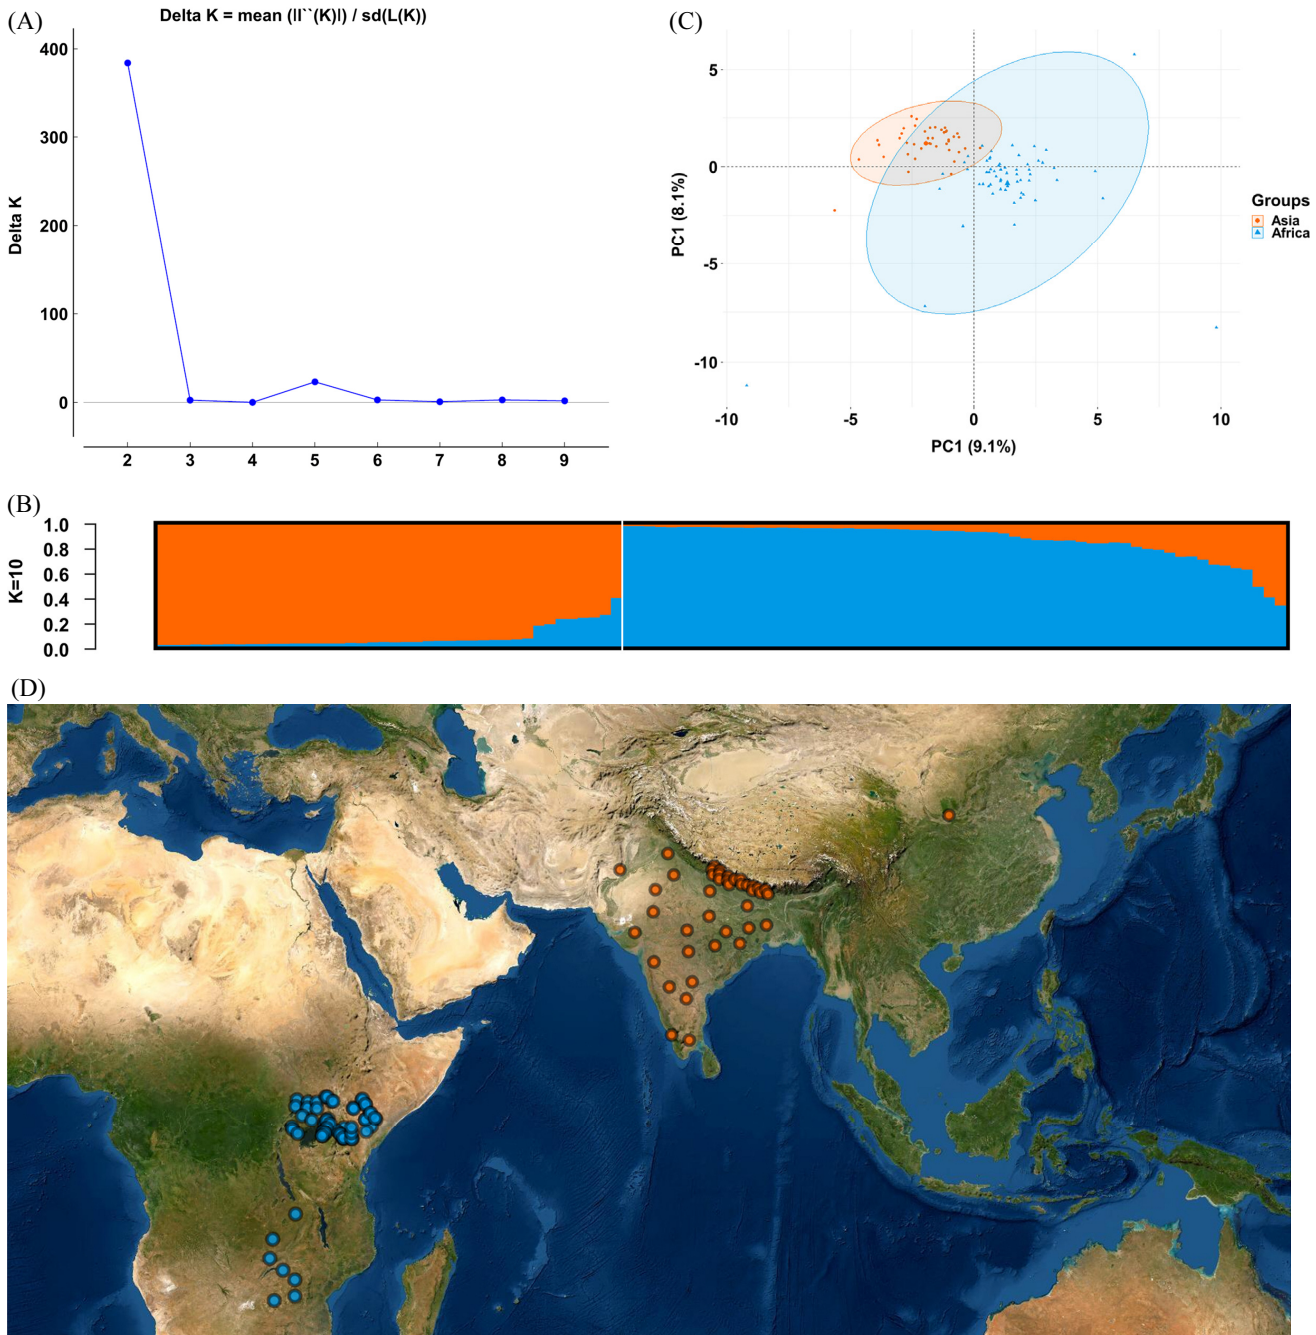 (A)
Delta K = mean (|l``(K)|) / sd(L(K))
Delta K
400
300
200
100
0
2 3 4 5 6 7 8 9
(C)
PC1 (8.1%)
5
0
-5
-10
-10 -5 0 5 10
PC1 (9.1%)
Groups
Asia
Africa
(B)
K=10
1.0
0.8
0.6
0.4
0.2
0.0
(D)